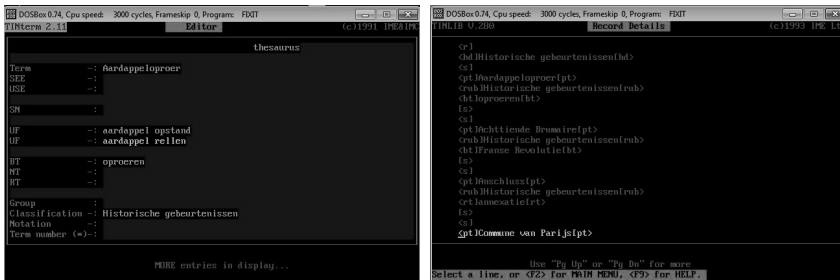 DOSBox 0.74, Cpu speed: 3000 cycles, Frameskip 0, Program: FIXIT
TINterm 2.11 Editor (c)1991 IME&IMC
thesaurus
Term -: Aardappeloproer
SEE -:
USE -:
SN :
UF -: aardappel opstand
UF -: aardappel rellen
BT -: oproeren
NT -:
RT -:
Group :
Classification -: Historische gebeurtenissen
Notation -:
Term number (*)-:
MORE entries in display...
DOSBox 0.74, Cpu speed: 3000 cycles, Frameskip 0, Program: FIXIT
TINLIB V.280 Record Details (c)1993 IME Lt
<r]
<hd]Historische gebeurtenissen[hd>
<s]
<pt]Aardappeloproer[pt>
<rub]Historische gebeurtenissen[rub>
<bt]oproeren[bt>
[s>
<s]
<pt]Achttiende Brumaire[pt>
<rub]Historische gebeurtenissen[rub>
<bt]Franse Revolutie[bt>
[s>
<s]
<pt]Anschluss[pt>
<rub]Historische gebeurtenissen[rub>
<rt]annexatie[rt>
[s>
<s]
<pt]Commune van Parijs[pt>
Use "Pg Up" or "Pg Dn" for more
Select a line, or <F2> for MAIN MENU, <F9> for HELP.